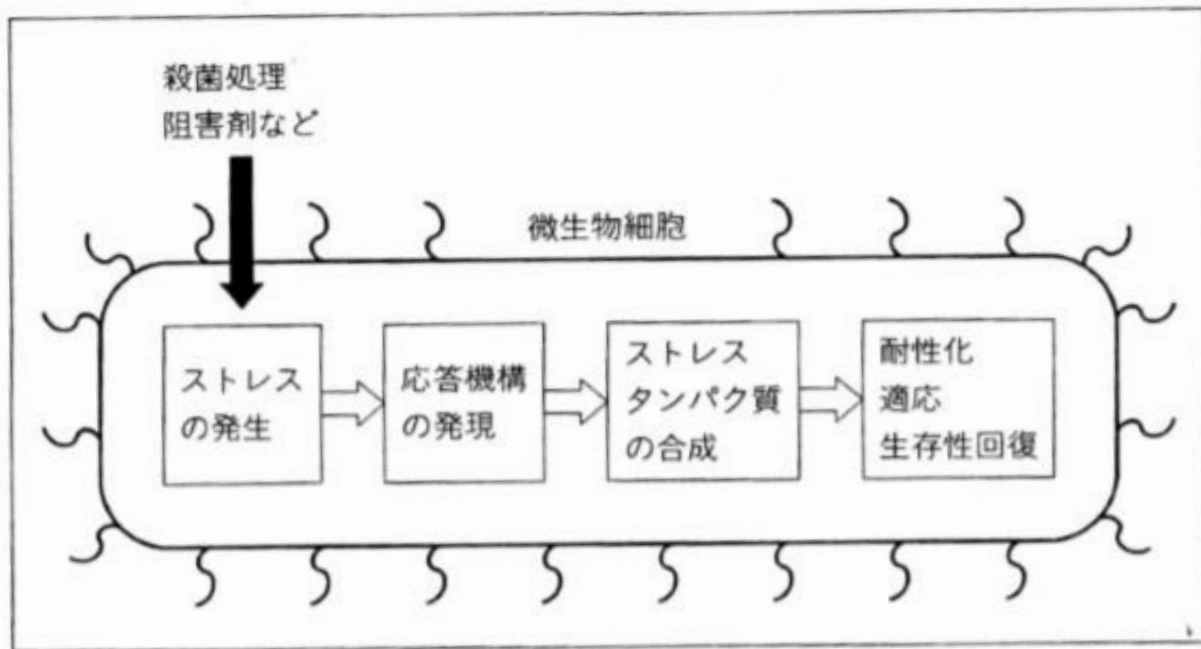 殺菌処理
阻害剤など
微生物細胞
ストレス
の発生
応答機構
の発現
ストレス
タンパク質
の合成
耐性化
適応
生存性回復